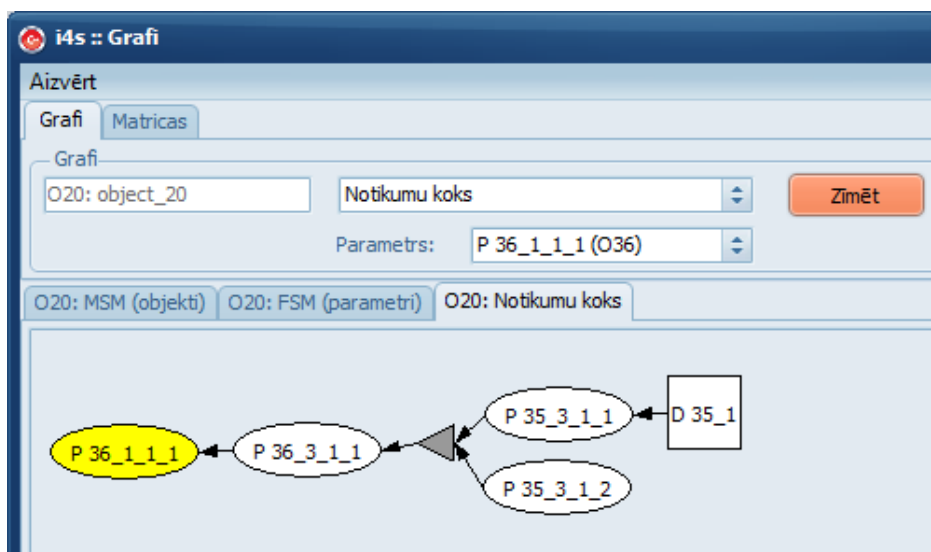 i4s :: Grafi
Aizvērt
Grafi Matricas
Grafi
O20: object_20 Notikumu koks Zīmēt
Parametrs: P 36_1_1_1 (O36)
O20: MSM (objekti) O20: FSM (parametri) O20: Notikumu koks
P 35_3_1_1 D 35_1
P 36_1_1_1 P 36_3_1_1
P 35_3_1_2